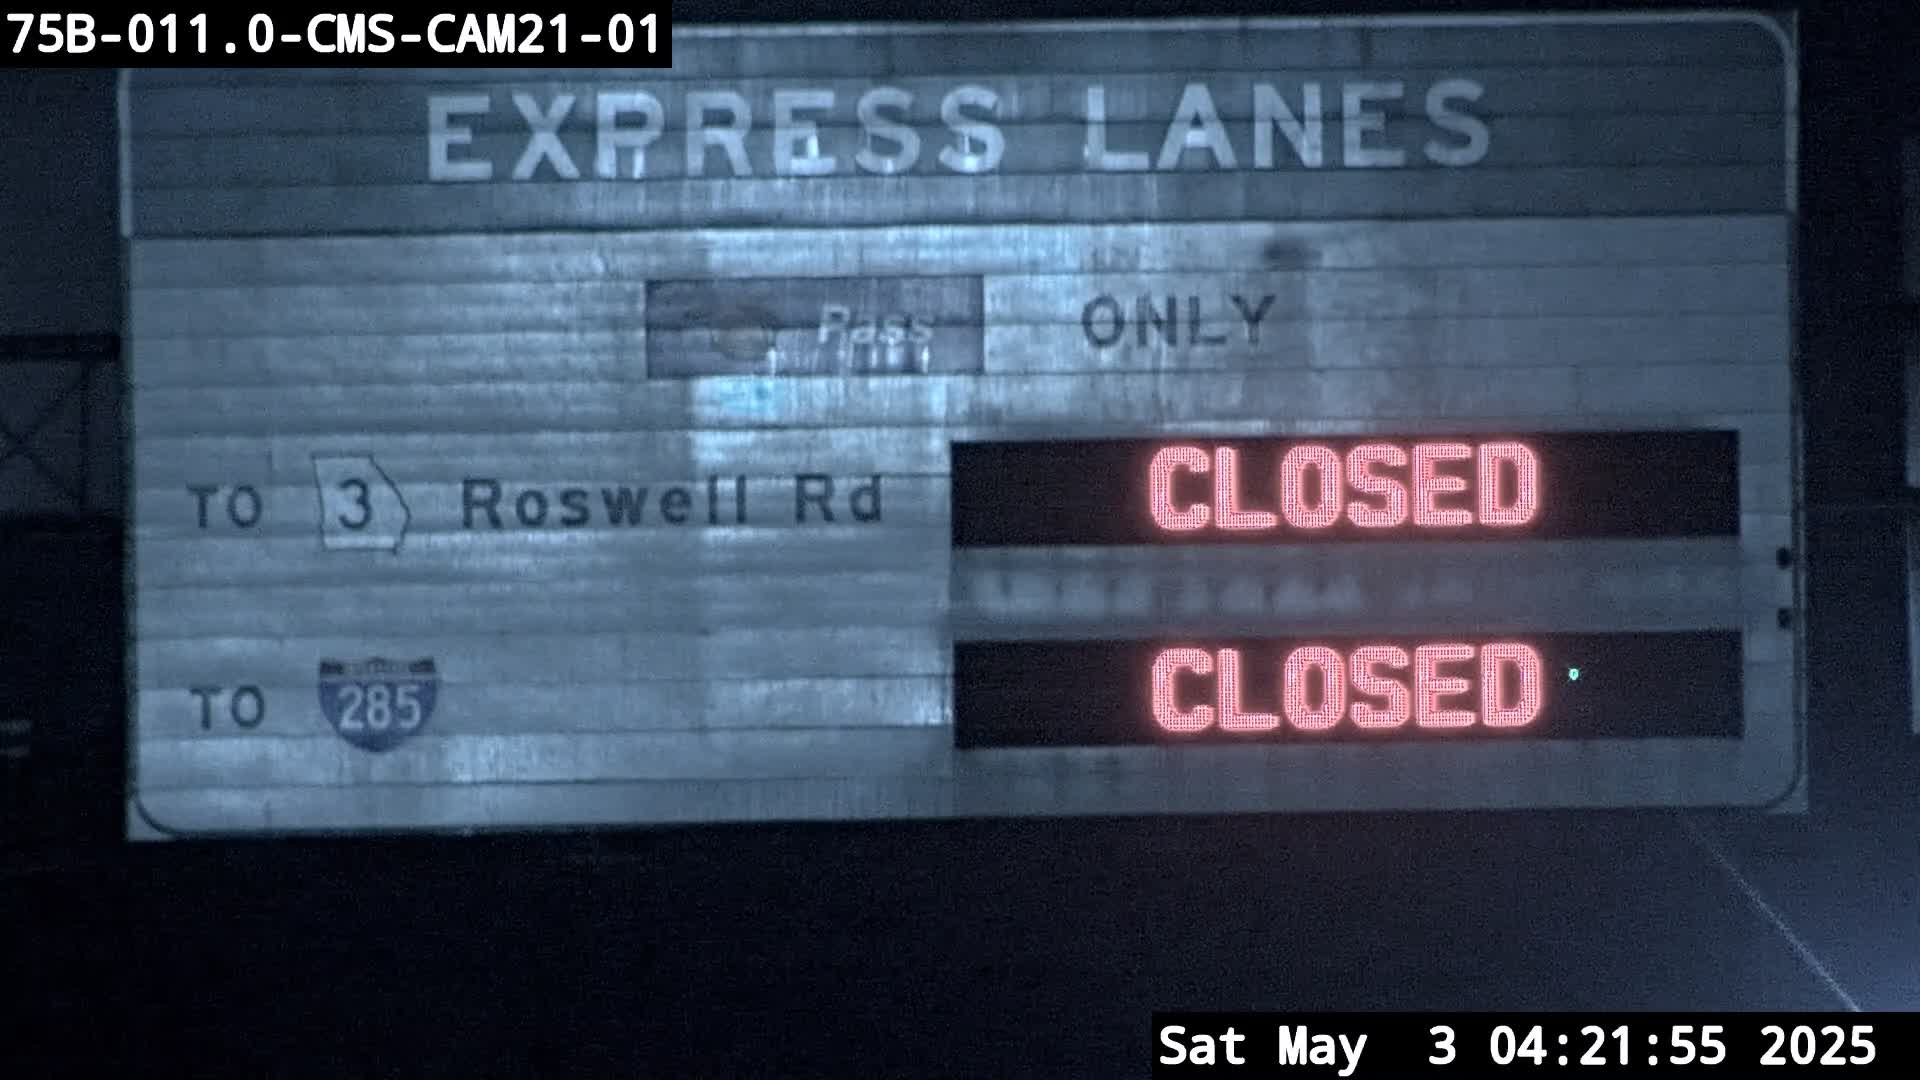 75B-011.0-CMS-CAM21-01
EXPRESS LANES
Pass ONLY
TO 3 Roswell Rd CLOSED
TO 285 CLOSED
Sat May 3 04:21:55 2025